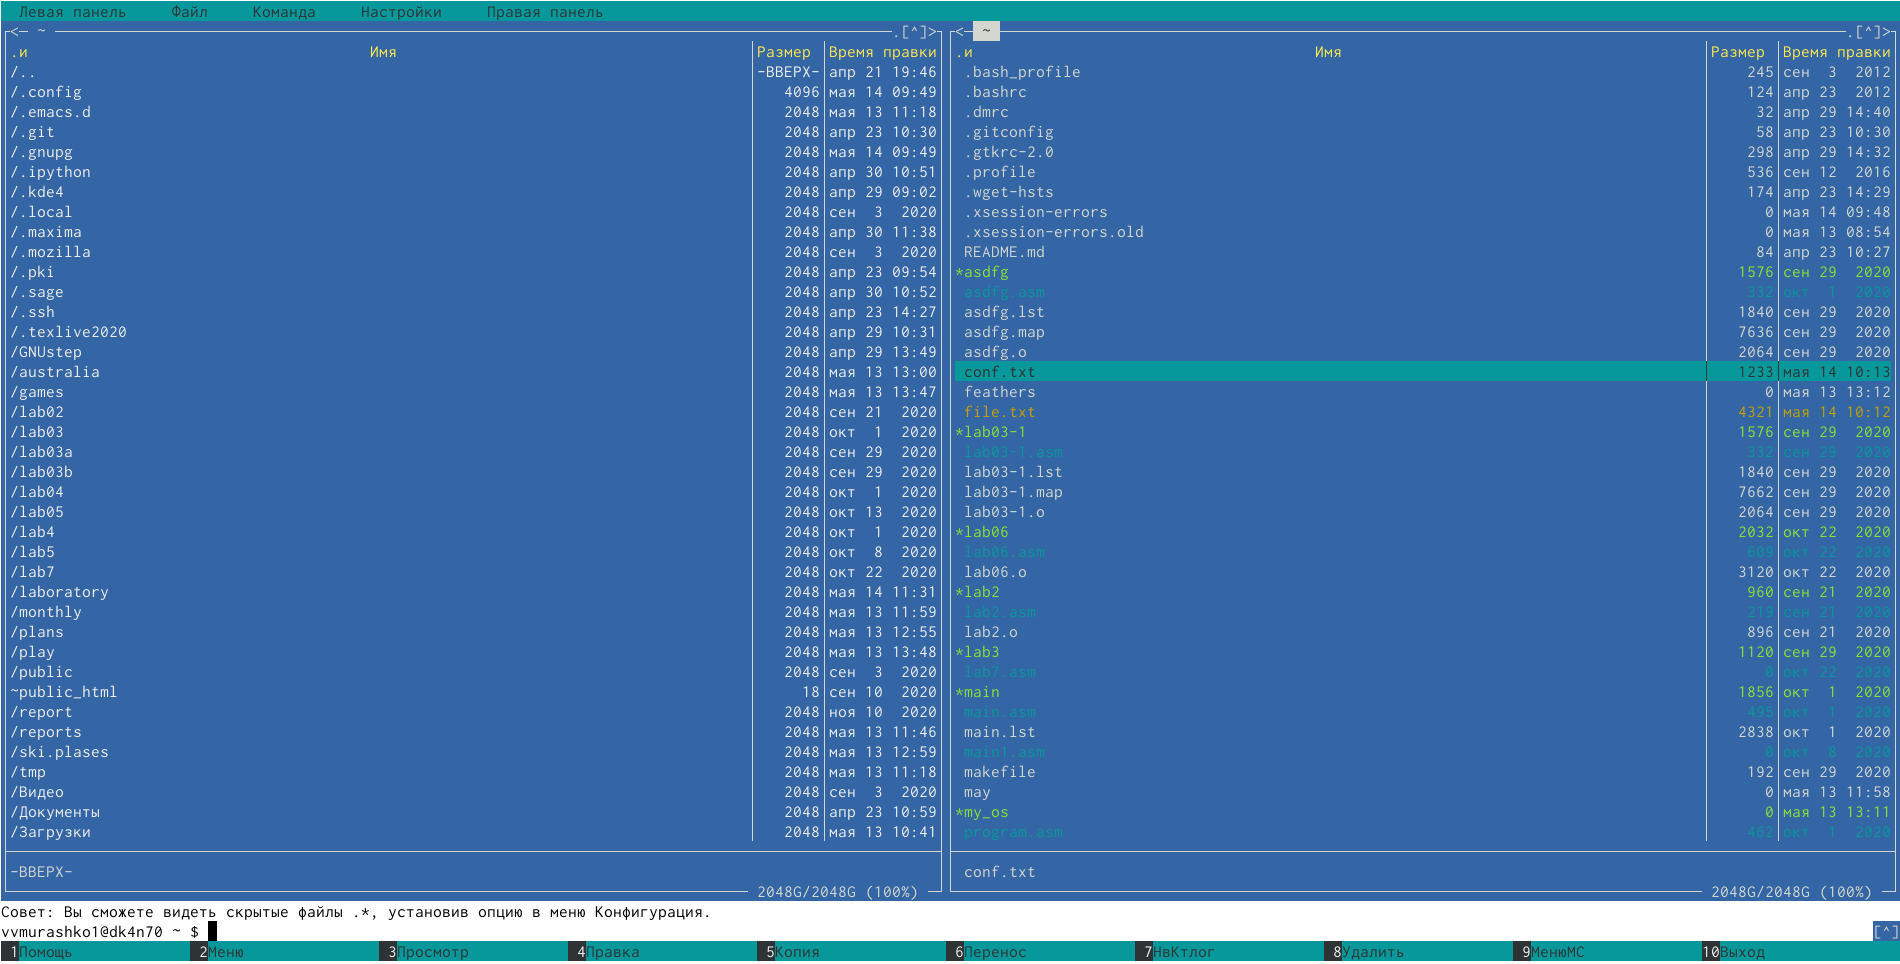 Левая панель Файл Команда Настройки Правая панель
<- ~ .[^]>
.и Имя Размер Время правки
/.. -ВВЕРХ- апр 21 19:46
/.config 4096 мая 14 09:49
/.emacs.d 2048 мая 13 11:18
/.git 2048 апр 23 10:30
/.gnupg 2048 мая 14 09:49
/.ipython 2048 апр 30 10:51
/.kde4 2048 апр 29 09:02
/.local 2048 сен 3 2020
/.maxima 2048 апр 30 11:38
/.mozilla 2048 сен 3 2020
/.pki 2048 апр 23 09:54
/.sage 2048 апр 30 10:52
/.ssh 2048 апр 23 14:27
/.texlive2020 2048 апр 29 10:31
/GNUstep 2048 апр 29 13:49
/australia 2048 мая 13 13:00
/games 2048 мая 13 13:47
/lab02 2048 сен 21 2020
/lab03 2048 окт 1 2020
/lab03a 2048 сен 29 2020
/lab03b 2048 сен 29 2020
/lab04 2048 окт 1 2020
/lab05 2048 окт 13 2020
/lab4 2048 окт 1 2020
/lab5 2048 окт 8 2020
/lab7 2048 окт 22 2020
/laboratory 2048 мая 14 11:31
/monthly 2048 мая 13 11:59
/plans 2048 мая 13 12:55
/play 2048 мая 13 13:48
/public 2048 сен 3 2020
~public_html 18 сен 10 2020
/report 2048 ноя 10 2020
/reports 2048 мая 13 11:46
/ski.plases 2048 мая 13 12:59
/tmp 2048 мая 13 11:18
/Видео 2048 сен 3 2020
/Документы 2048 апр 23 10:59
/Загрузки 2048 мая 13 10:41
-ВВЕРХ-
2048G/2048G (100%)
<- ~ .[^]>
.и Имя Размер Время правки
.bash_profile 245 сен 3 2012
.bashrc 124 апр 23 2012
.dmrc 32 апр 29 14:40
.gitconfig 58 апр 23 10:30
.gtkrc-2.0 298 апр 29 14:32
.profile 536 сен 12 2016
.wget-hsts 174 апр 23 14:29
.xsession-errors 0 мая 14 09:48
.xsession-errors.old 0 мая 13 08:54
README.md 84 апр 23 10:27
*asdfg 1576 сен 29 2020
asdfg.asm 332 окт 1 2020
asdfg.lst 1840 сен 29 2020
asdfg.map 7636 сен 29 2020
asdfg.o 2064 сен 29 2020
conf.txt 1233 мая 14 10:13
feathers 0 мая 13 13:12
file.txt 4321 мая 14 10:12
*lab03-1 1576 сен 29 2020
lab03-1.asm 332 сен 29 2020
lab03-1.lst 1840 сен 29 2020
lab03-1.map 7662 сен 29 2020
lab03-1.o 2064 сен 29 2020
*lab06 2032 окт 22 2020
lab06.asm 609 окт 22 2020
lab06.o 3120 окт 22 2020
*lab2 960 сен 21 2020
lab2.asm 219 сен 21 2020
lab2.o 896 сен 21 2020
*lab3 1120 сен 29 2020
lab7.asm 0 окт 22 2020
*main 1856 окт 1 2020
main.asm 495 окт 1 2020
main.lst 2838 окт 1 2020
main1.asm 0 окт 8 2020
makefile 192 сен 29 2020
may 0 мая 13 11:58
*my_os 0 мая 13 13:11
program.asm 462 окт 1 2020
conf.txt
2048G/2048G (100%)
Совет: Вы сможете видеть скрытые файлы .*, установив опцию в меню Конфигурация.
vvmurashko1@dk4n70 ~ $ [^]
1Помощь 2Меню 3Просмотр 4Правка 5Копия 6Перенос 7НвКтлог 8Удалить 9МенюМС 10Выход